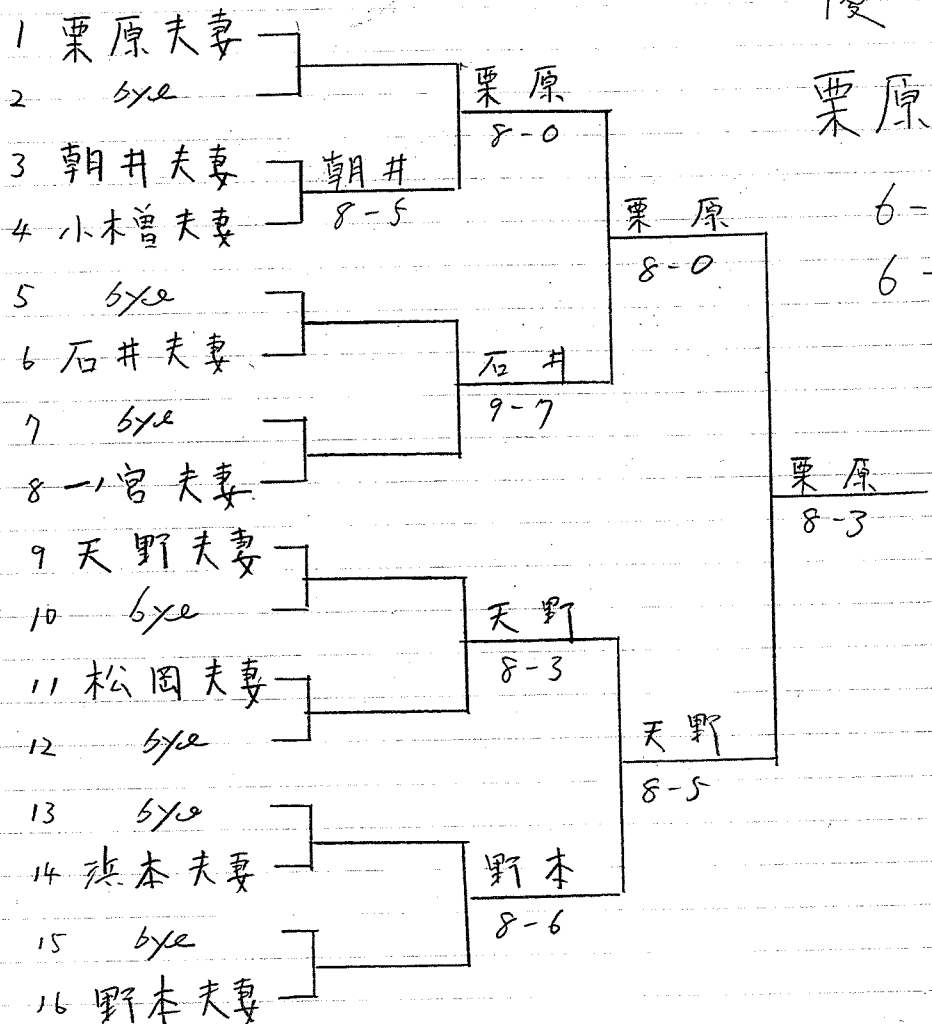 優
1 栗原夫妻
2 bye
栗原
8-0
栗原
3 朝井夫妻
朝井
8-5
4 小木曽夫妻
栗原
8-0
6-
6-
5 bye
6 石井夫妻
石井
9-7
7 bye
8 一ノ宮夫妻
栗原
8-3
9 天野夫妻
10 bye
天野
8-3
11 松岡夫妻
12 bye
天野
8-5
13 bye
14 浜本夫妻
野本
8-6
15 bye
16 野本夫妻